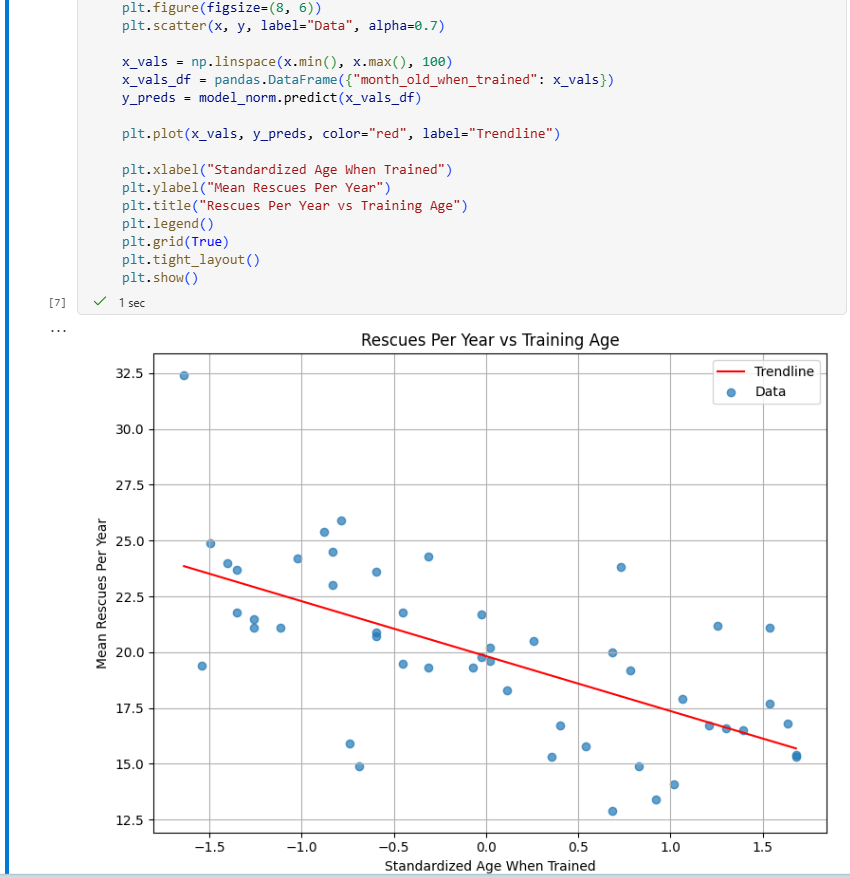 plt.figure(figsize=(8, 6))
plt.scatter(x, y, label="Data", alpha=0.7)
x_vals = np.linspace(x.min(), x.max(), 100)
x_vals_df = pandas.DataFrame({"month_old_when_trained": x_vals})
y_preds = model_norm.predict(x_vals_df)
plt.plot(x_vals, y_preds, color="red", label="Trendline")
plt.xlabel("Standardized Age When Trained")
plt.ylabel("Mean Rescues Per Year")
plt.title("Rescues Per Year vs Training Age")
plt.legend()
plt.grid(True)
plt.tight_layout()
plt.show()
[7] ✓ 1 sec
...
Rescues Per Year vs Training Age
Trendline
Data
32.5
30.0
27.5
25.0
22.5
20.0
17.5
15.0
12.5
Mean Rescues Per Year
−1.5 −1.0 −0.5 0.0 0.5 1.0 1.5
Standardized Age When Trained